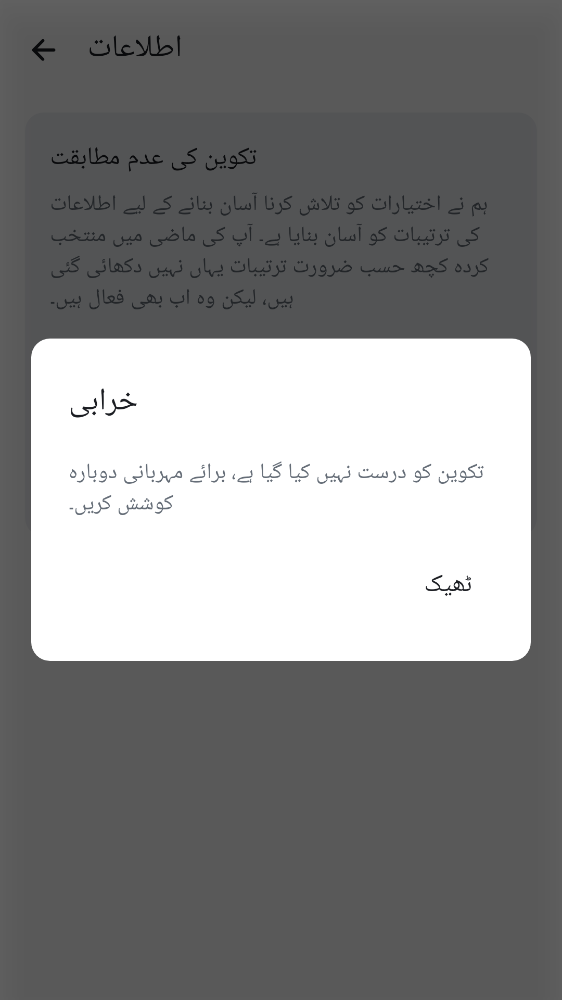 اطلاعات
تکوین کی عدم مطابقت
ہم نے اختیارات کو تلاش کرنا آسان بنانے کے لیے اطلاعات
کی ترتیبات کو آسان بنایا ہے۔ آپ کی ماضی میں منتخب
کردہ کچھ حسب ضرورت ترتیبات یہاں نہیں دکھائی گئی
ہیں، لیکن وہ اب بھی فعال ہیں۔
خرابی
تکوین کو درست نہیں کیا گیا ہے، برائے مہربانی دوبارہ
کوشش کریں۔
ٹھیک